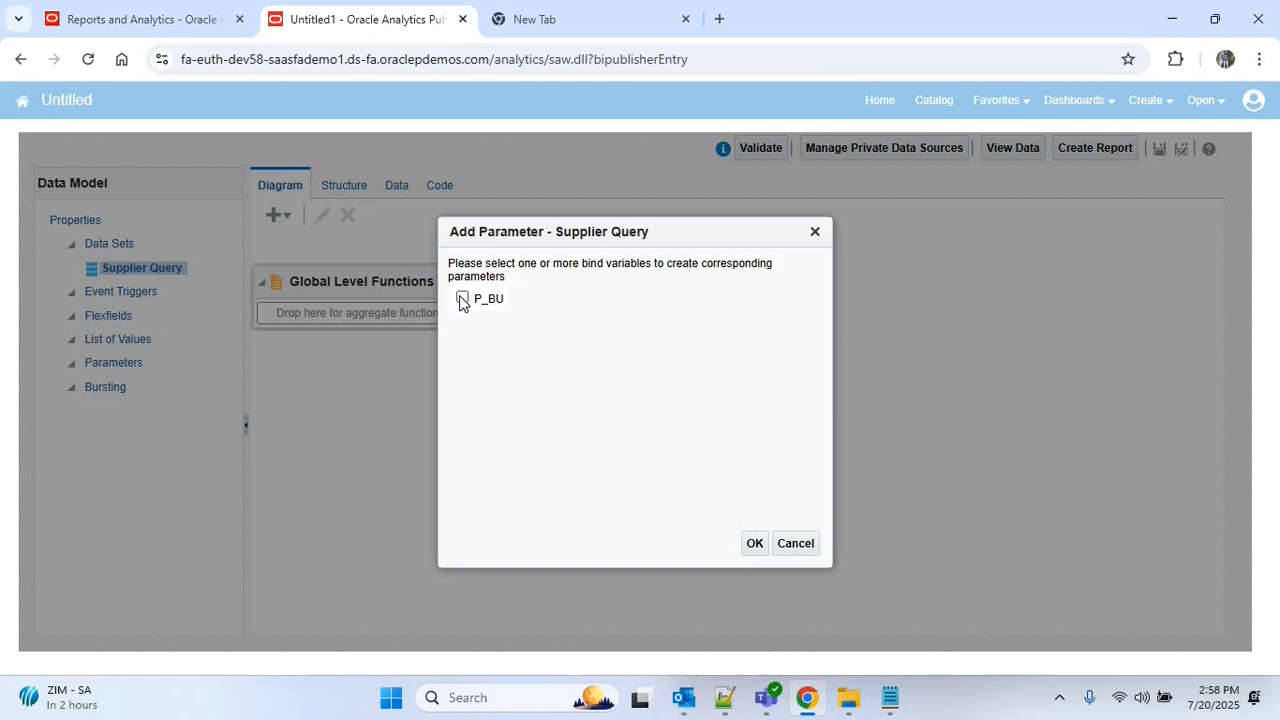 Reports and Analytics - Oracle
Untitled1 - Oracle Analytics Pub
New Tab
fa-euth-dev58-saasfademo1.ds-fa.oraclepdemos.com/analytics/saw.dll?bipublisherEntry
Untitled
Home
Catalog
Favorites
Dashboards
Create
Open
Validate
Manage Private Data Sources
View Data
Create Report
Data Model
Diagram
Structure
Data
Code
Properties
Data Sets
Supplier Query
Event Triggers
Flexfields
List of Values
Parameters
Bursting
Global Level Functions
Drop here for aggregate function
Add Parameter - Supplier Query
Please select one or more bind variables to create corresponding
parameters
P_BU
OK
Cancel
ZIM - SA
In 2 hours
Search
2:58 PM
7/20/2025